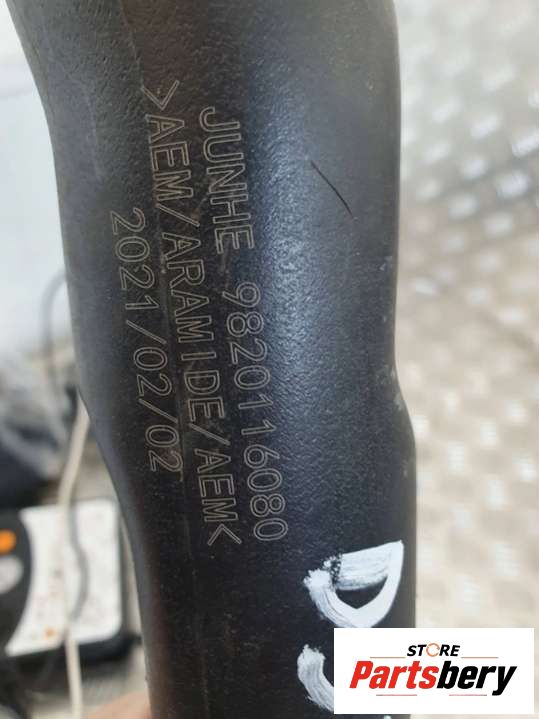 JUNHE 9820116080
>AEM/ARAMIDE/AEM<
2021/02/02
STORE
Partsbery